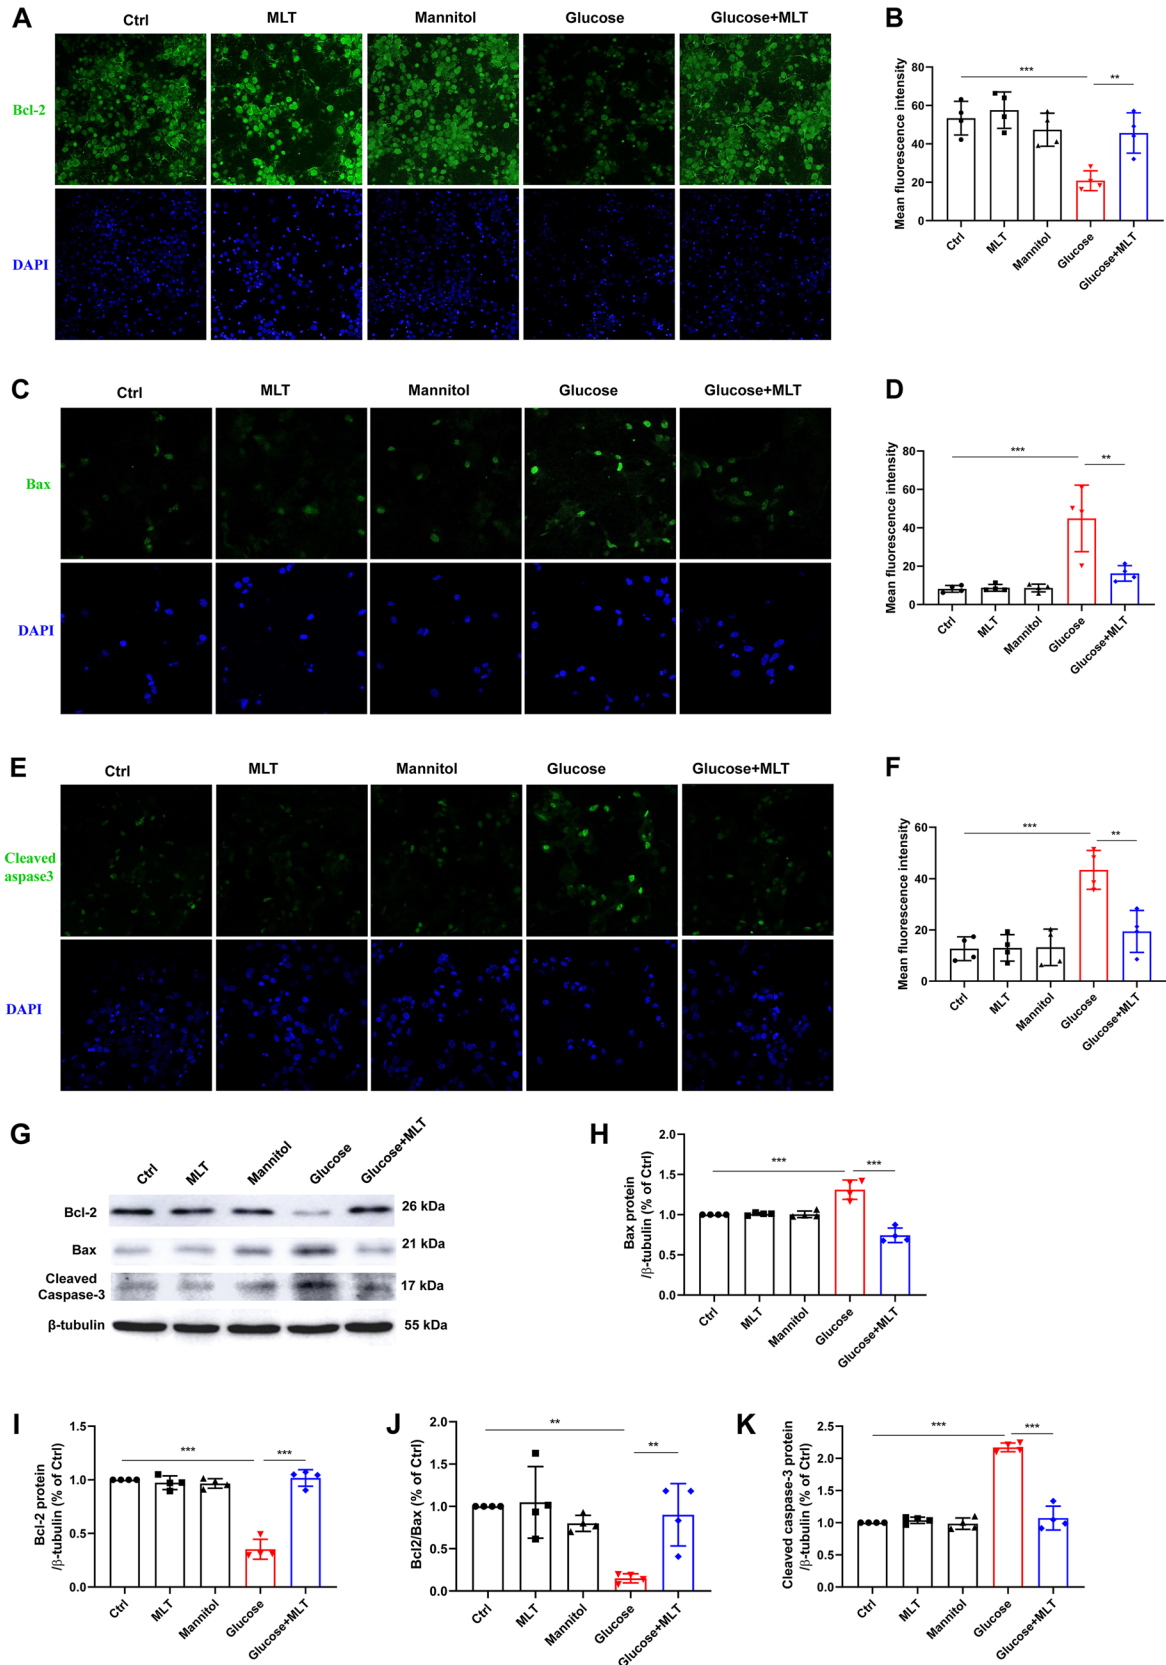 A
Ctrl
MLT
Mannitol
Glucose
Glucose+MLT
Bcl-2
DAPI
B
Mean fluorescence intensity
80
60
40
20
0
***
**
Ctrl
MLT
Mannitol
Glucose
Glucose+MLT
C
Ctrl
MLT
Mannitol
Glucose
Glucose+MLT
Bax
DAPI
D
Mean fluorescence intensity
80
60
40
20
0
***
**
Ctrl
MLT
Mannitol
Glucose
Glucose+MLT
E
Ctrl
MLT
Mannitol
Glucose
Glucose+MLT
Cleaved
aspase3
DAPI
F
Mean fluorescence intensity
60
40
20
0
***
**
Ctrl
MLT
Mannitol
Glucose
Glucose+MLT
G
Ctrl
MLT
Mannitol
Glucose
Glucose+MLT
Bcl-2
26 kDa
Bax
21 kDa
Cleaved
Caspase-3
17 kDa
β-tubulin
55 kDa
H
Bax protein
/β-tubulin (% of Ctrl)
2.0
1.5
1.0
0.5
0.0
***
***
Ctrl
MLT
Mannitol
Glucose
Glucose+MLT
I
Bcl-2 protein
/β-tubulin (% of Ctrl)
1.5
1.0
0.5
0.0
***
***
Ctrl
MLT
Mannitol
Glucose
Glucose+MLT
J
Bcl2/Bax (% of Ctrl)
2.0
1.5
1.0
0.5
0.0
**
**
Ctrl
MLT
Mannitol
Glucose
Glucose+MLT
K
Cleaved caspase-3 protein
/β-tubulin (% of Ctrl)
2.5
2.0
1.5
1.0
0.5
0.0
***
***
Ctrl
MLT
Mannitol
Glucose
Glucose+MLT